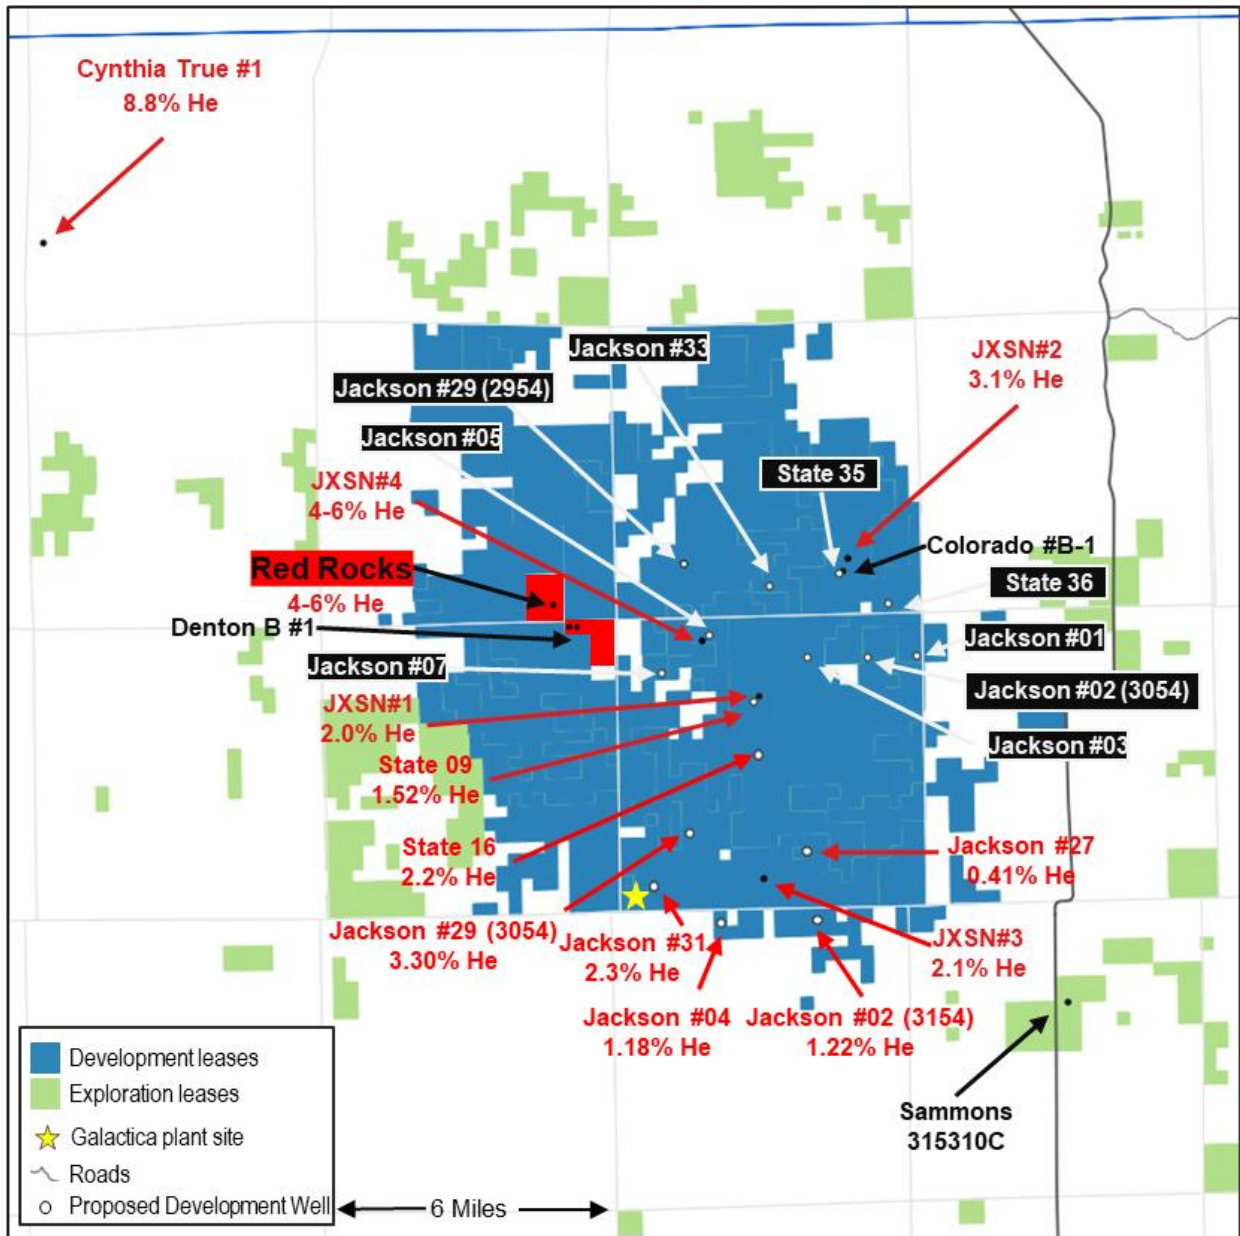 Cynthia True #1
8.8% He
Jackson #33
JXSN#2
3.1% He
Jackson #29 (2954)
Jackson #05
State 35
JXSN#4
4-6% He
Colorado #B-1
Red Rocks
4-6% He
State 36
Denton B #1
Jackson #01
Jackson #07
Jackson #02 (3054)
JXSN#1
2.0% He
Jackson #03
State 09
1.52% He
State 16
2.2% He
Jackson #27
0.41% He
Jackson #29 (3054)
3.30% He
Jackson #31
2.3% He
JXSN#3
2.1% He
Jackson #04
1.18% He
Jackson #02 (3154)
1.22% He
Sammons
315310C
Development leases
Exploration leases
Galactica plant site
Roads
Proposed Development Well
6 Miles